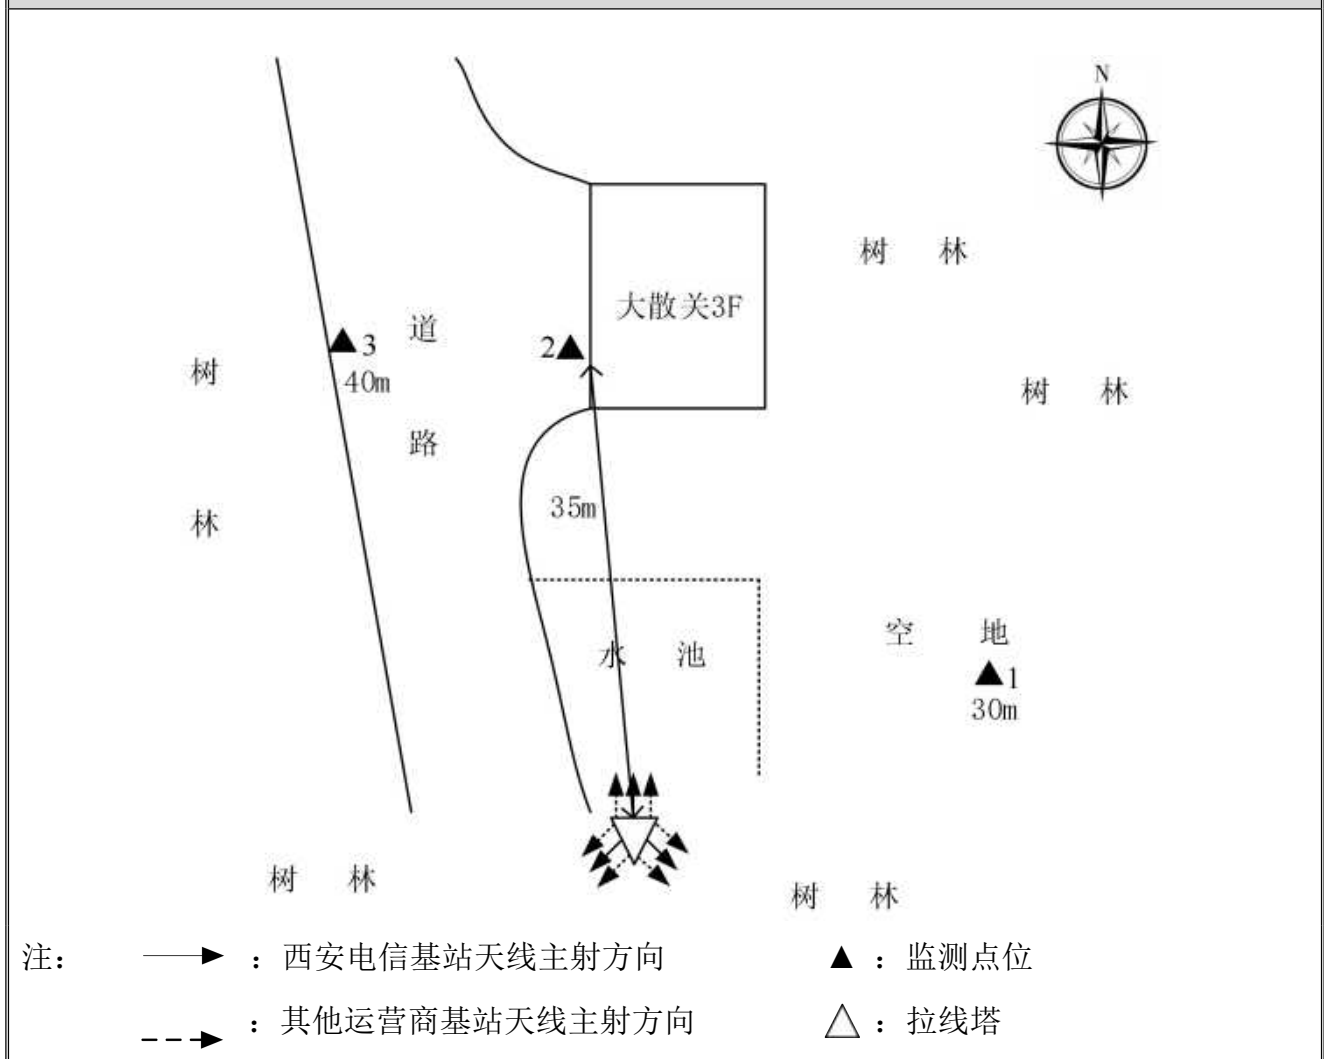 N
树 林
大散关3F
道
3
2
40m
树
树 林
路
35m
林
空 地
水 池
1
30m
树 林
树 林
注： ：西安电信基站天线主射方向 ▲：监测点位
：其他运营商基站天线主射方向 △：拉线塔